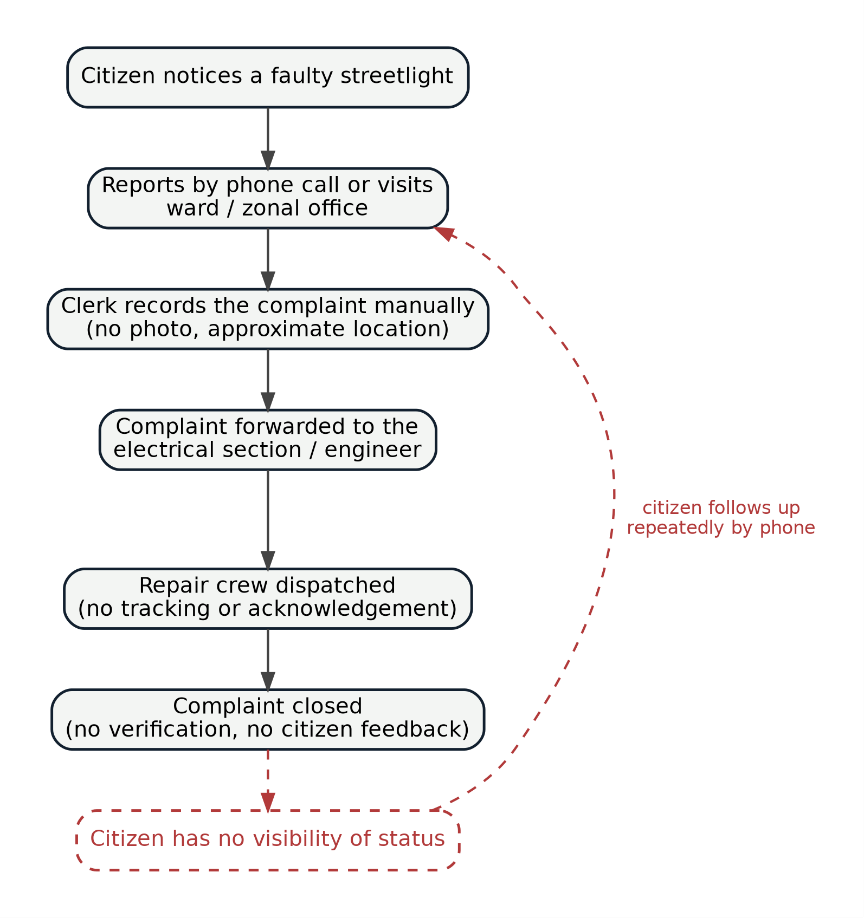 Citizen notices a faulty streetlight
Reports by phone call or visits
ward / zonal office
Clerk records the complaint manually
(no photo, approximate location)
Complaint forwarded to the
electrical section / engineer
citizen follows up
repeatedly by phone
Repair crew dispatched
(no tracking or acknowledgement)
Complaint closed
(no verification, no citizen feedback)
Citizen has no visibility of status